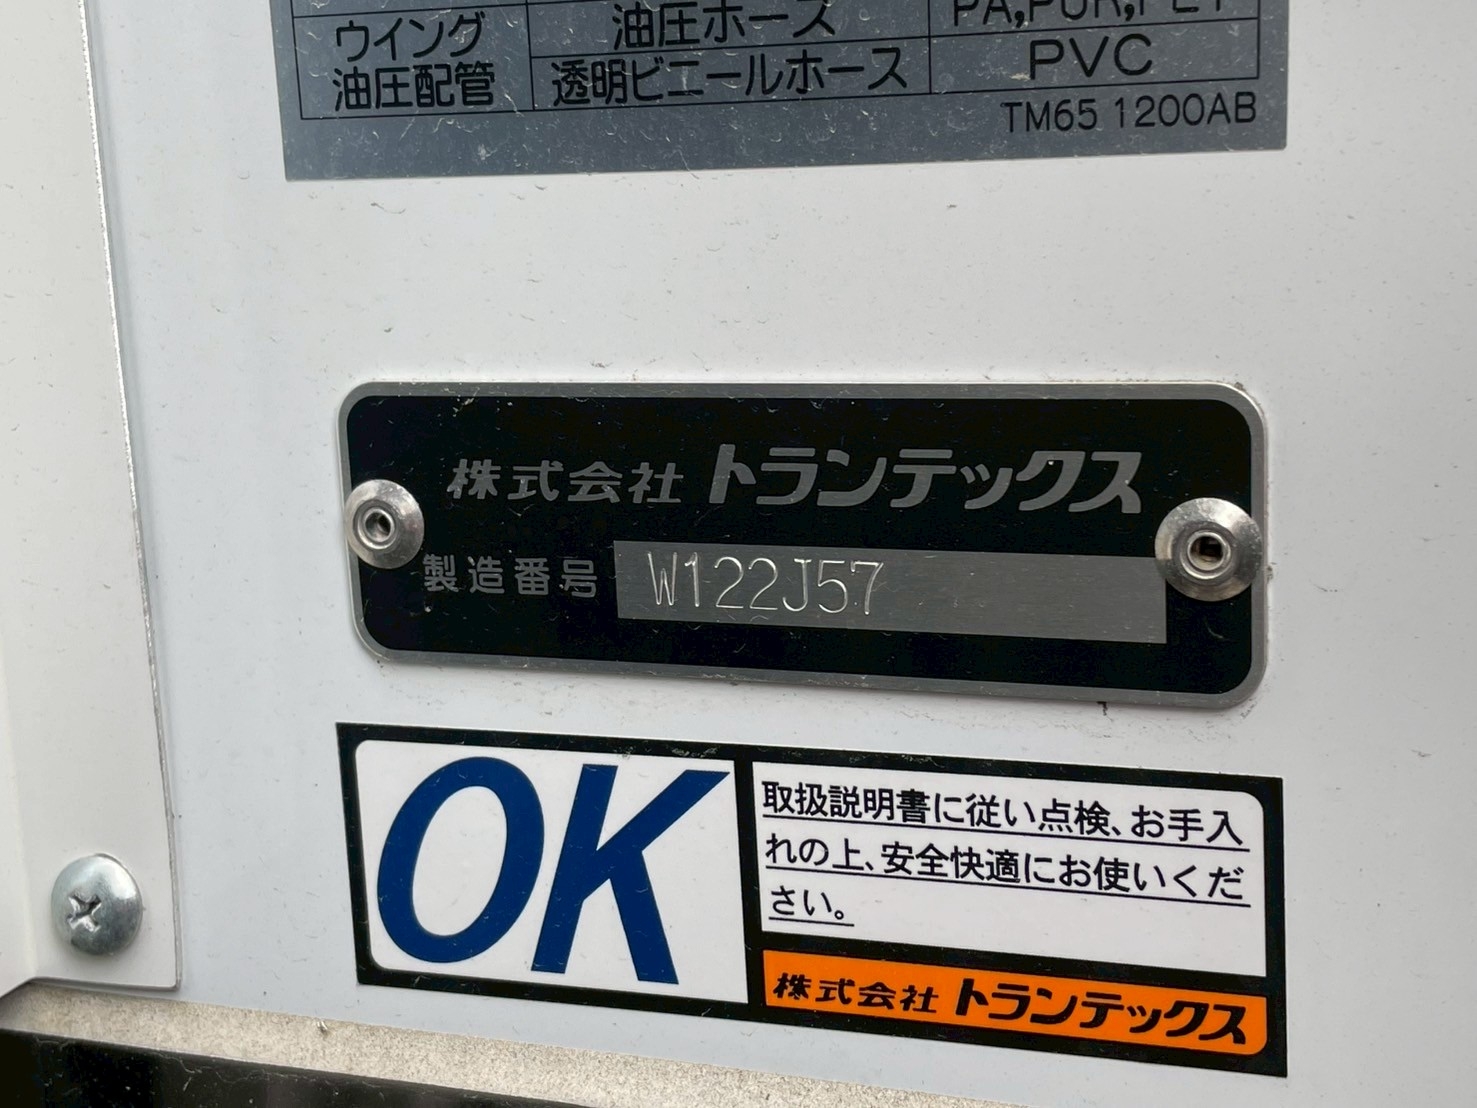 ウイング
油圧配管
油圧ホース
PA,PUR,PET
透明ビニールホース
PVC
TM65 1200AB
株式会社 トランテックス
製造番号 W122J57
OK
取扱説明書に従い点検、お手入
れの上、安全快適にお使いくだ
さい。
株式会社 トランテックス